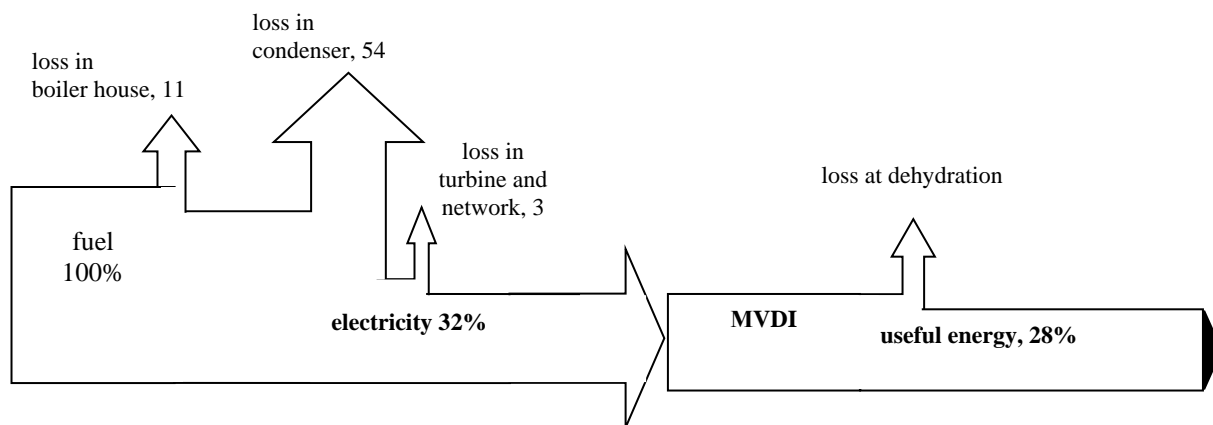 loss in
condenser, 54
loss in
boiler house, 11
loss in
turbine and
network, 3
loss at dehydration
fuel
100%
electricity 32%
MVDI
useful energy, 28%